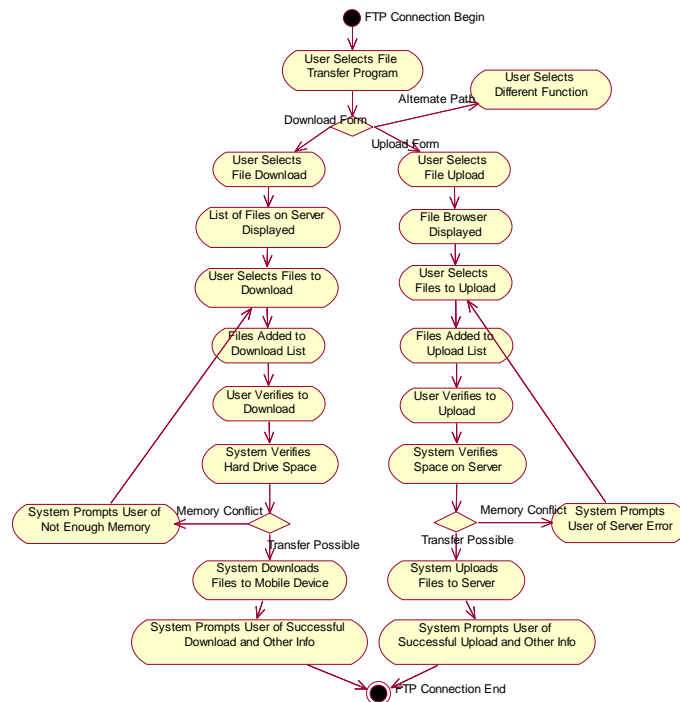 FTP Connection Begin
User Selects File
Transfer Program
User Selects
Different Function
Alternate Path
Download Form
Upload Form
User Selects
File Download
User Selects
File Upload
List of Files on Server
Displayed
File Browser
Displayed
User Selects Files to
Download
User Selects
Files to Upload
Files Added to
Download List
Files Added to
Upload List
User Verifies to
Download
User Verifies to
Upload
System Verifies
Hard Drive Space
System Verifies
Space on Server
System Prompts User of
Not Enough Memory
Memory Conflict
Memory Conflict
System Prompts
User of Server Error
Transfer Possible
Transfer Possible
System Downloads
Files to Mobile Device
System Uploads
Files to Server
System Prompts User of Successful
Download and Other Info
System Prompts User of
Successful Upload and Other Info
FTP Connection End